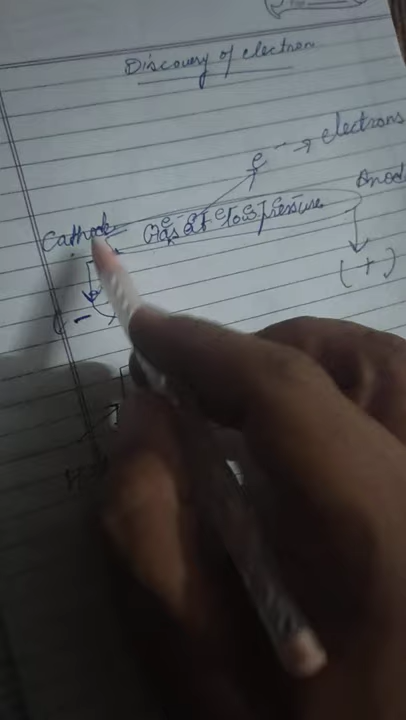 Discovery of electron
e⁻ → electrons
Cathode
Gas at low pressure
Anode
e⁻ e⁻ e⁻
(-
(+)